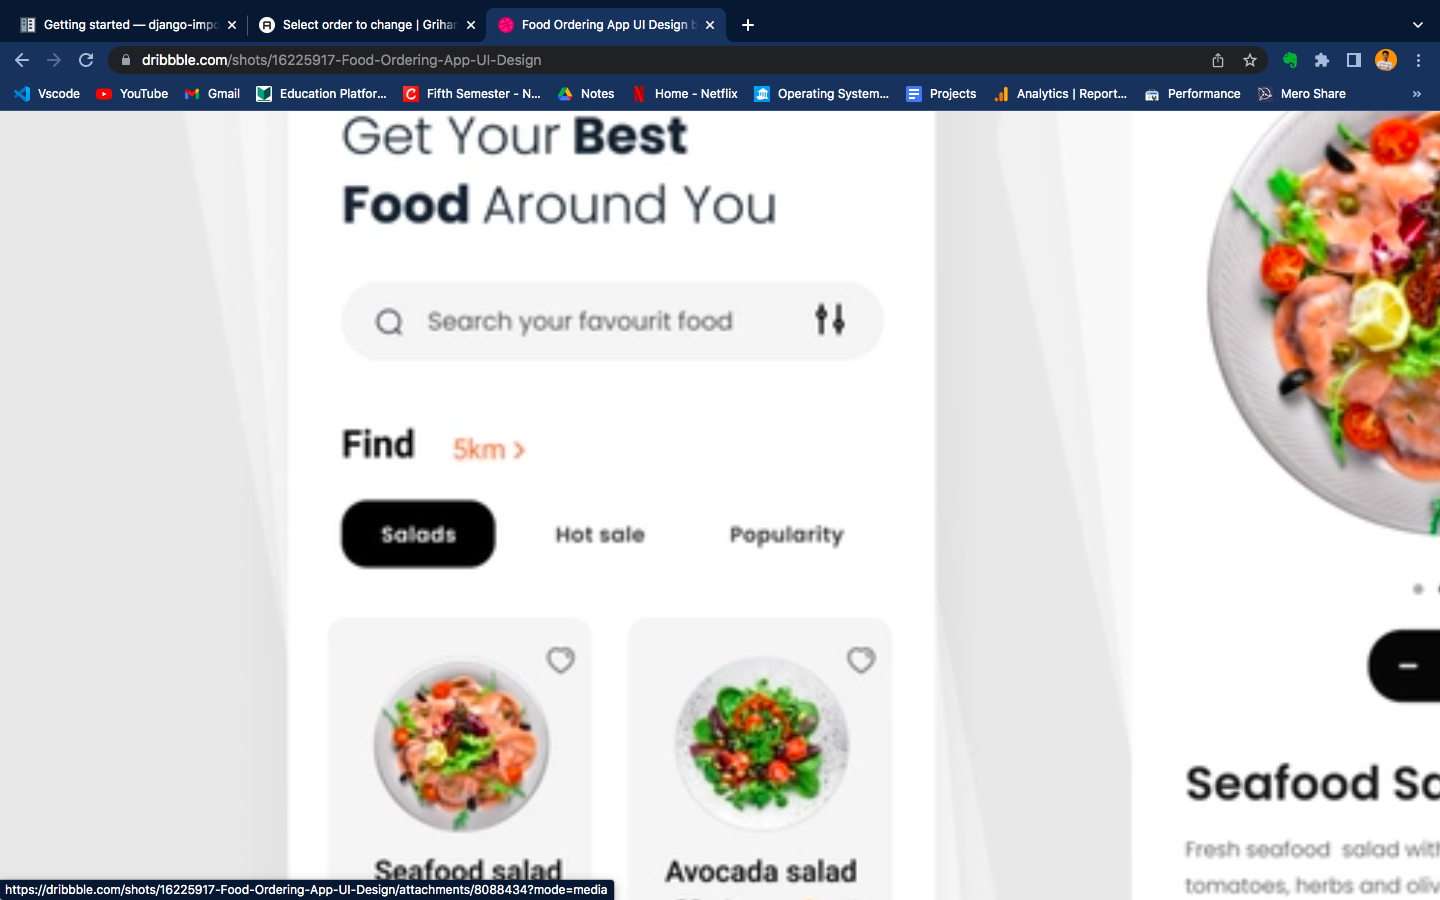 Getting started — django-impo
Select order to change | Grihar
Food Ordering App UI Design b
dribbble.com/shots/16225917-Food-Ordering-App-UI-Design
Vscode
YouTube
Gmail
Education Platfor...
Fifth Semester - N...
Notes
Home - Netflix
Operating System...
Projects
Analytics | Report...
Performance
Mero Share
Get Your Best
Food Around You
Search your favourit food
Find 5km >
Salads
Hot sale
Popularity
Seafood salad
Avocada salad
Seafood Sa
Fresh seafood salad with
tomatoes, herbs and oliv
https://dribbble.com/shots/16225917-Food-Ordering-App-UI-Design/attachments/8088434?mode=media